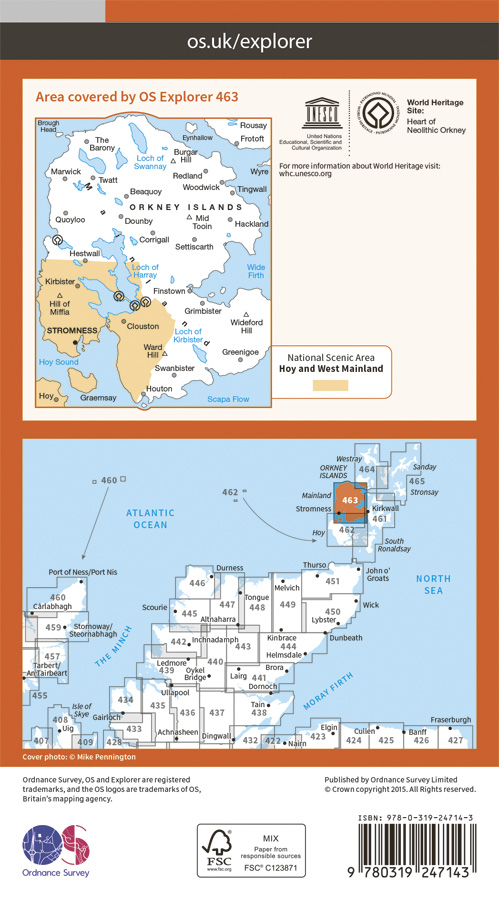 os.uk/explorer
Area covered by OS Explorer 463
Brough Head
Rousay
Eynhallow
Frotoft
The Barony
Loch of Swannay
Burgar Hill
Wyre
Marwick
Twatt
Redland
Woodwick
Tingwall
Beaquoy
ORKNEY ISLANDS
Quoyloo
Dounby
Mid Tooin
Hackland
Corrigall
Settiscarth
Hestwall
Loch of Harray
Wide Firth
Kirbister
Finstown
Hill of Miffia
Grimbister
STROMNESS
Clouston
Loch of Kirbister
Wideford Hill
Ward Hill
Greenigoe
Hoy Sound
Swanbister
Hoy
Graemsay
Houton
Scapa Flow
Mainland
UNESCO
United Nations
Educational, Scientific and
Cultural Organization
WORLD HERITAGE
PATRIMONIO MUNDIAL
PATRIMOINE MONDIAL
World Heritage
Site:
Heart of
Neolithic Orkney
For more information about World Heritage visit:
whc.unesco.org
National Scenic Area
Hoy and West Mainland
460
462
ATLANTIC
OCEAN
Westray
ORKNEY
ISLANDS
464
Sanday
465
Stronsay
Mainland
463
Stromness
Kirkwall
461
Hoy
462
South
Ronaldsay
NORTH
SEA
Port of Ness/Port Nis
460
Càrlabhagh
459
Stornoway/
Steòrnabhagh
457
Tarbert/
An Tairbeart
455
THE MINCH
Durness
446
Thurso
451
John o'
Groats
Scourie
445
447
Tongue
448
Melvich
449
450
Wick
Altnaharra
Lybster
442
Inchnadamph
443
Kinbrace
444
Dunbeath
Ledmore
439
Oykel
Bridge
440
Helmsdale
Lairg
441
Brora
Ullapool
Dornoch
MORAY FIRTH
434
435
436
437
Tain
438
Isle of
Skye
408
Uig
Gairloch
433
407
409
428
Achnasheen
Dingwall
432
422
Nairn
423
Elgin
424
Cullen
425
Banff
426
Fraserburgh
427
Cover photo: © Mike Pennington
Ordnance Survey, OS and Explorer are registered
trademarks, and the OS logos are trademarks of OS,
Britain's mapping agency.
Published by Ordnance Survey Limited
© Crown copyright 2015. All Rights reserved.
OS
Ordnance Survey
FSC
www.fsc.org
MIX
Paper from
responsible sources
FSC® C123871
ISBN: 978-0-319-24714-3
9 780319 247143